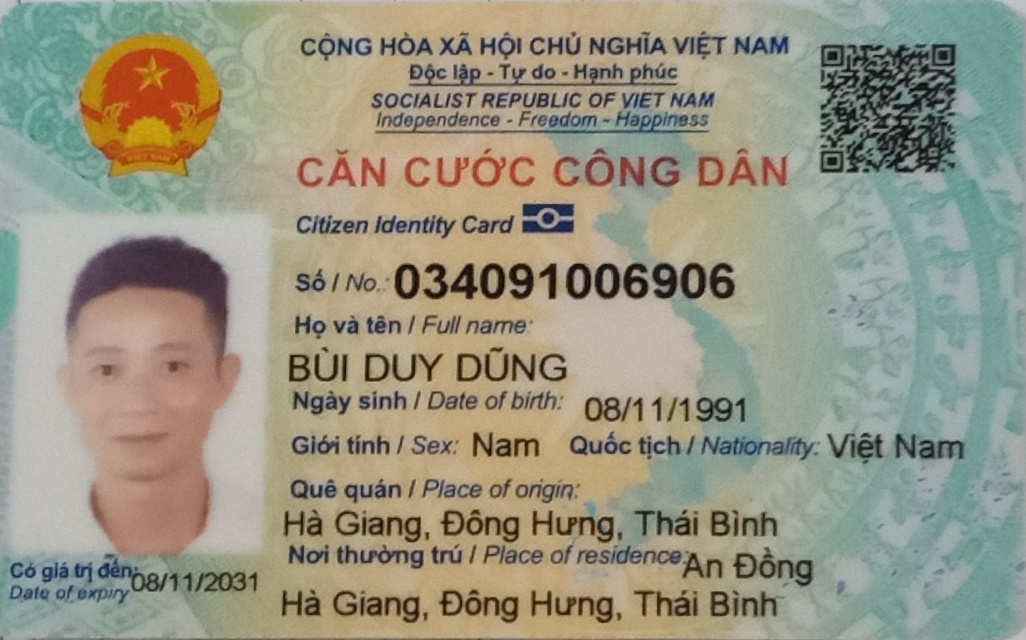 CỘNG HÒA XÃ HỘI CHỦ NGHĨA VIỆT NAM
Độc lập - Tự do - Hạnh phúc
SOCIALIST REPUBLIC OF VIET NAM
Independence - Freedom - Happiness
CĂN CƯỚC CÔNG DÂN
Citizen Identity Card
Số / No.: 034091006906
Họ và tên / Full name:
BÙI DUY DŨNG
Ngày sinh / Date of birth: 08/11/1991
Giới tính / Sex: Nam Quốc tịch / Nationality: Việt Nam
Quê quán / Place of origin:
Hà Giang, Đông Hưng, Thái Bình
Nơi thường trú / Place of residence: An Đồng
Hà Giang, Đông Hưng, Thái Bình
Có giá trị đến: 08/11/2031
Date of expiry
VIỆT NAM